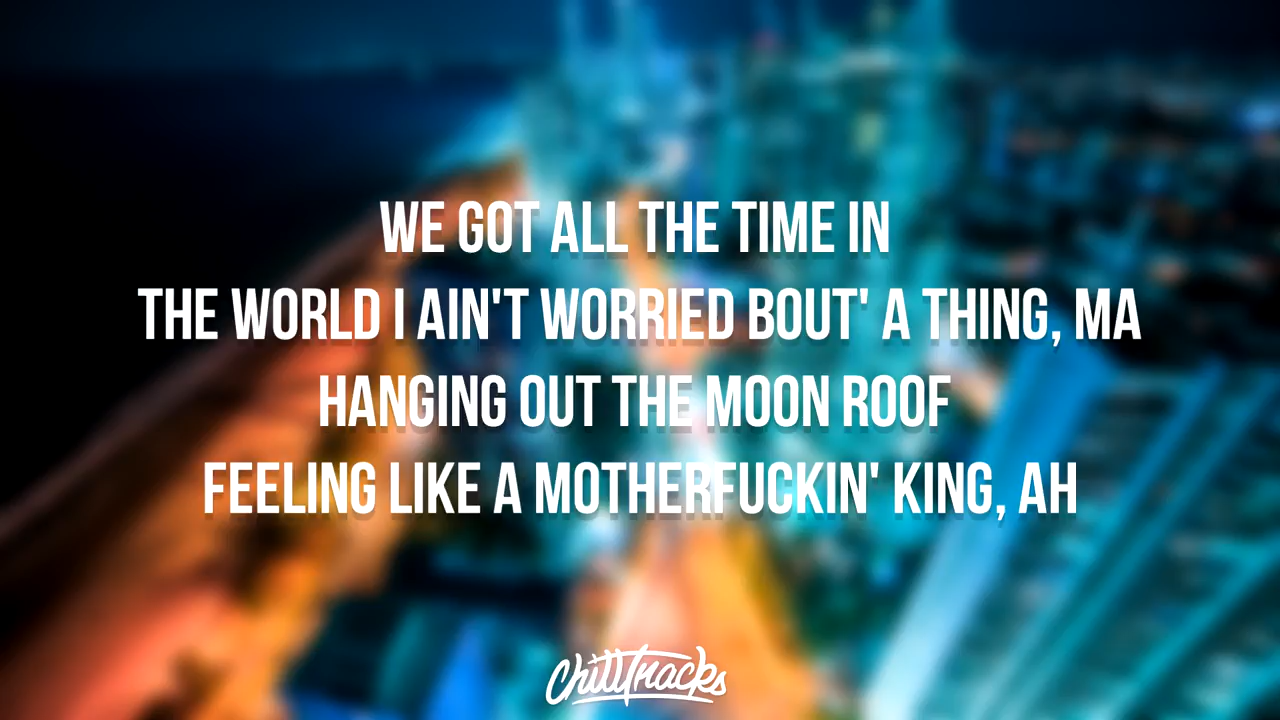 WE GOT ALL THE TIME IN
THE WORLD I AIN'T WORRIED BOUT' A THING, MA
HANGING OUT THE MOON ROOF
FEELING LIKE A MOTHERFUCKIN' KING, AH
ChillTracks